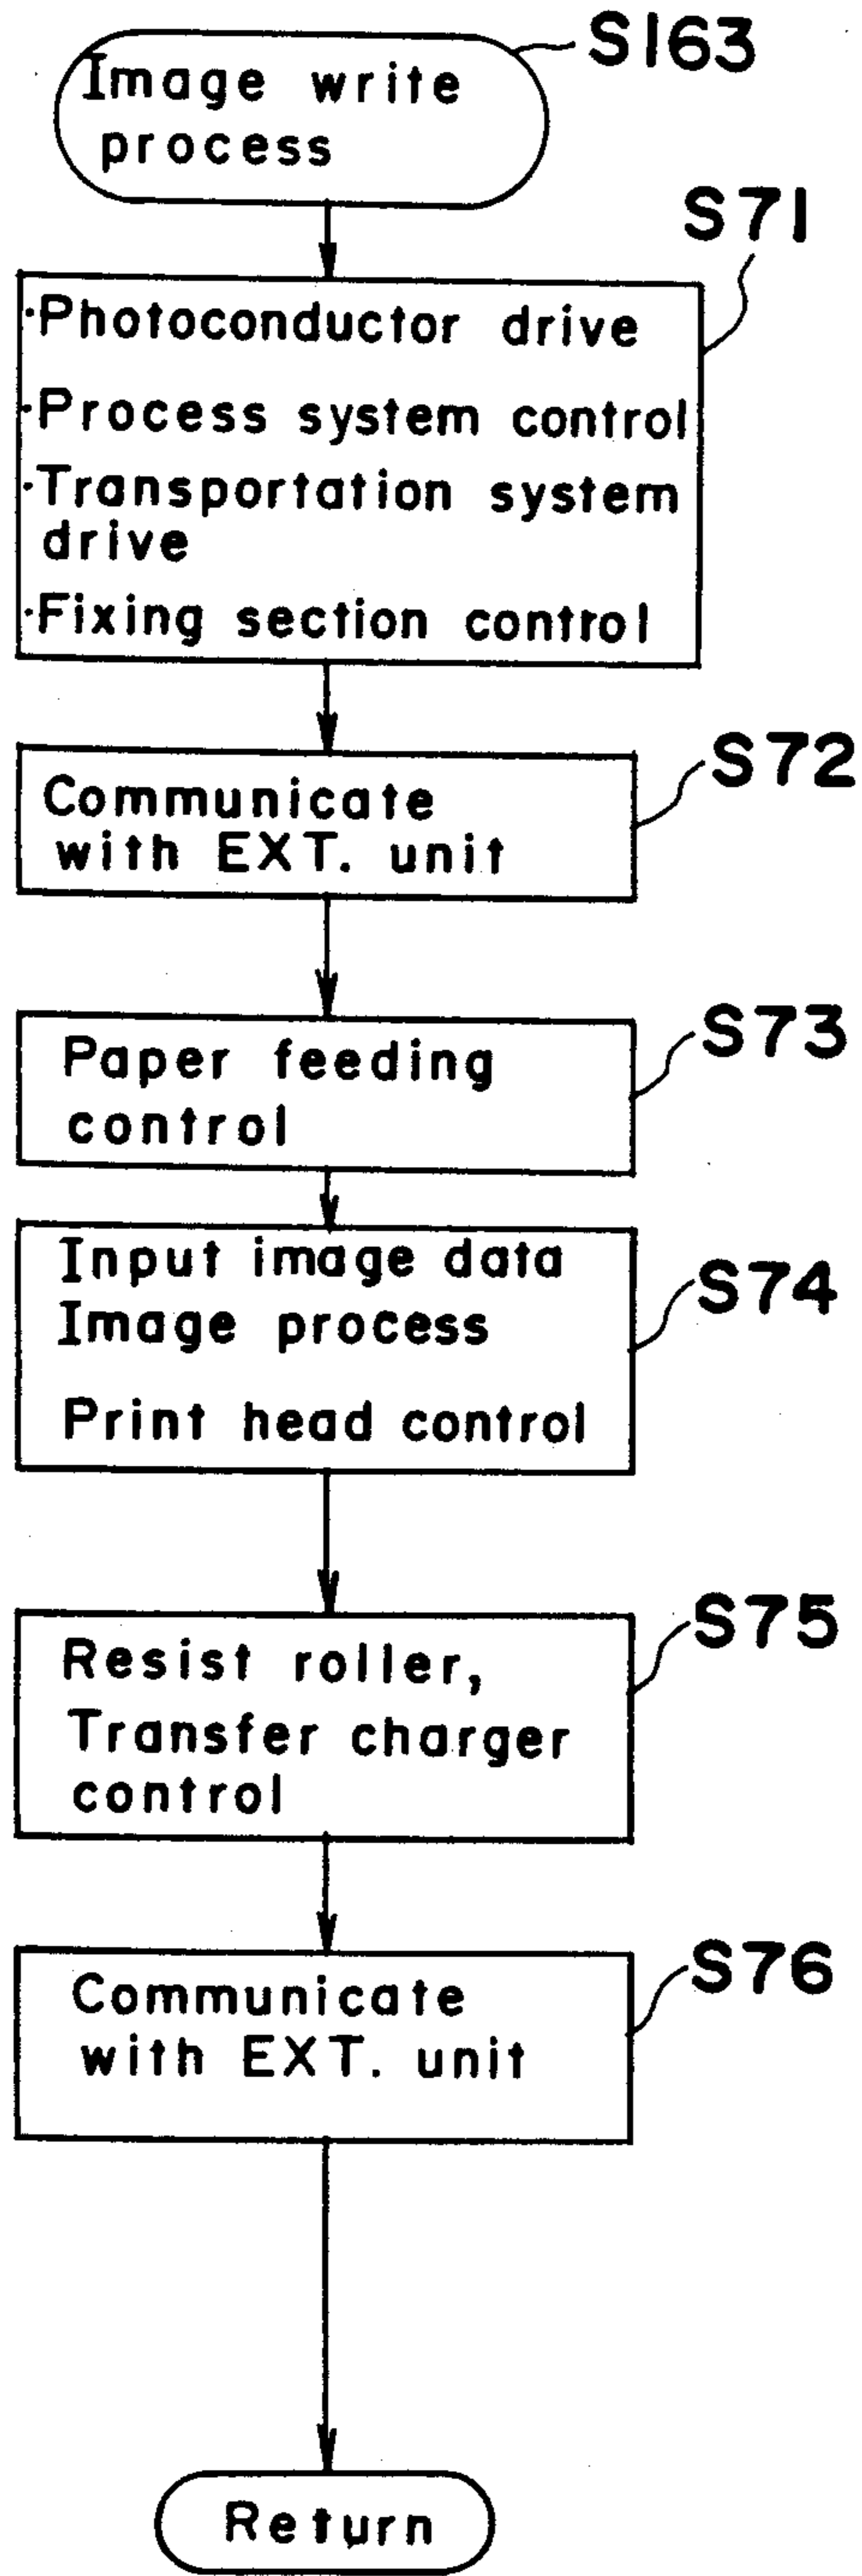 S163
Image write
process
S71
·Photoconductor drive
·Process system control
·Transportation system
drive
·Fixing section control
S72
Communicate
with EXT. unit
S73
Paper feeding
control
S74
Input image data
Image process
Print head control
S75
Resist roller,
Transfer charger
control
S76
Communicate
with EXT. unit
Return